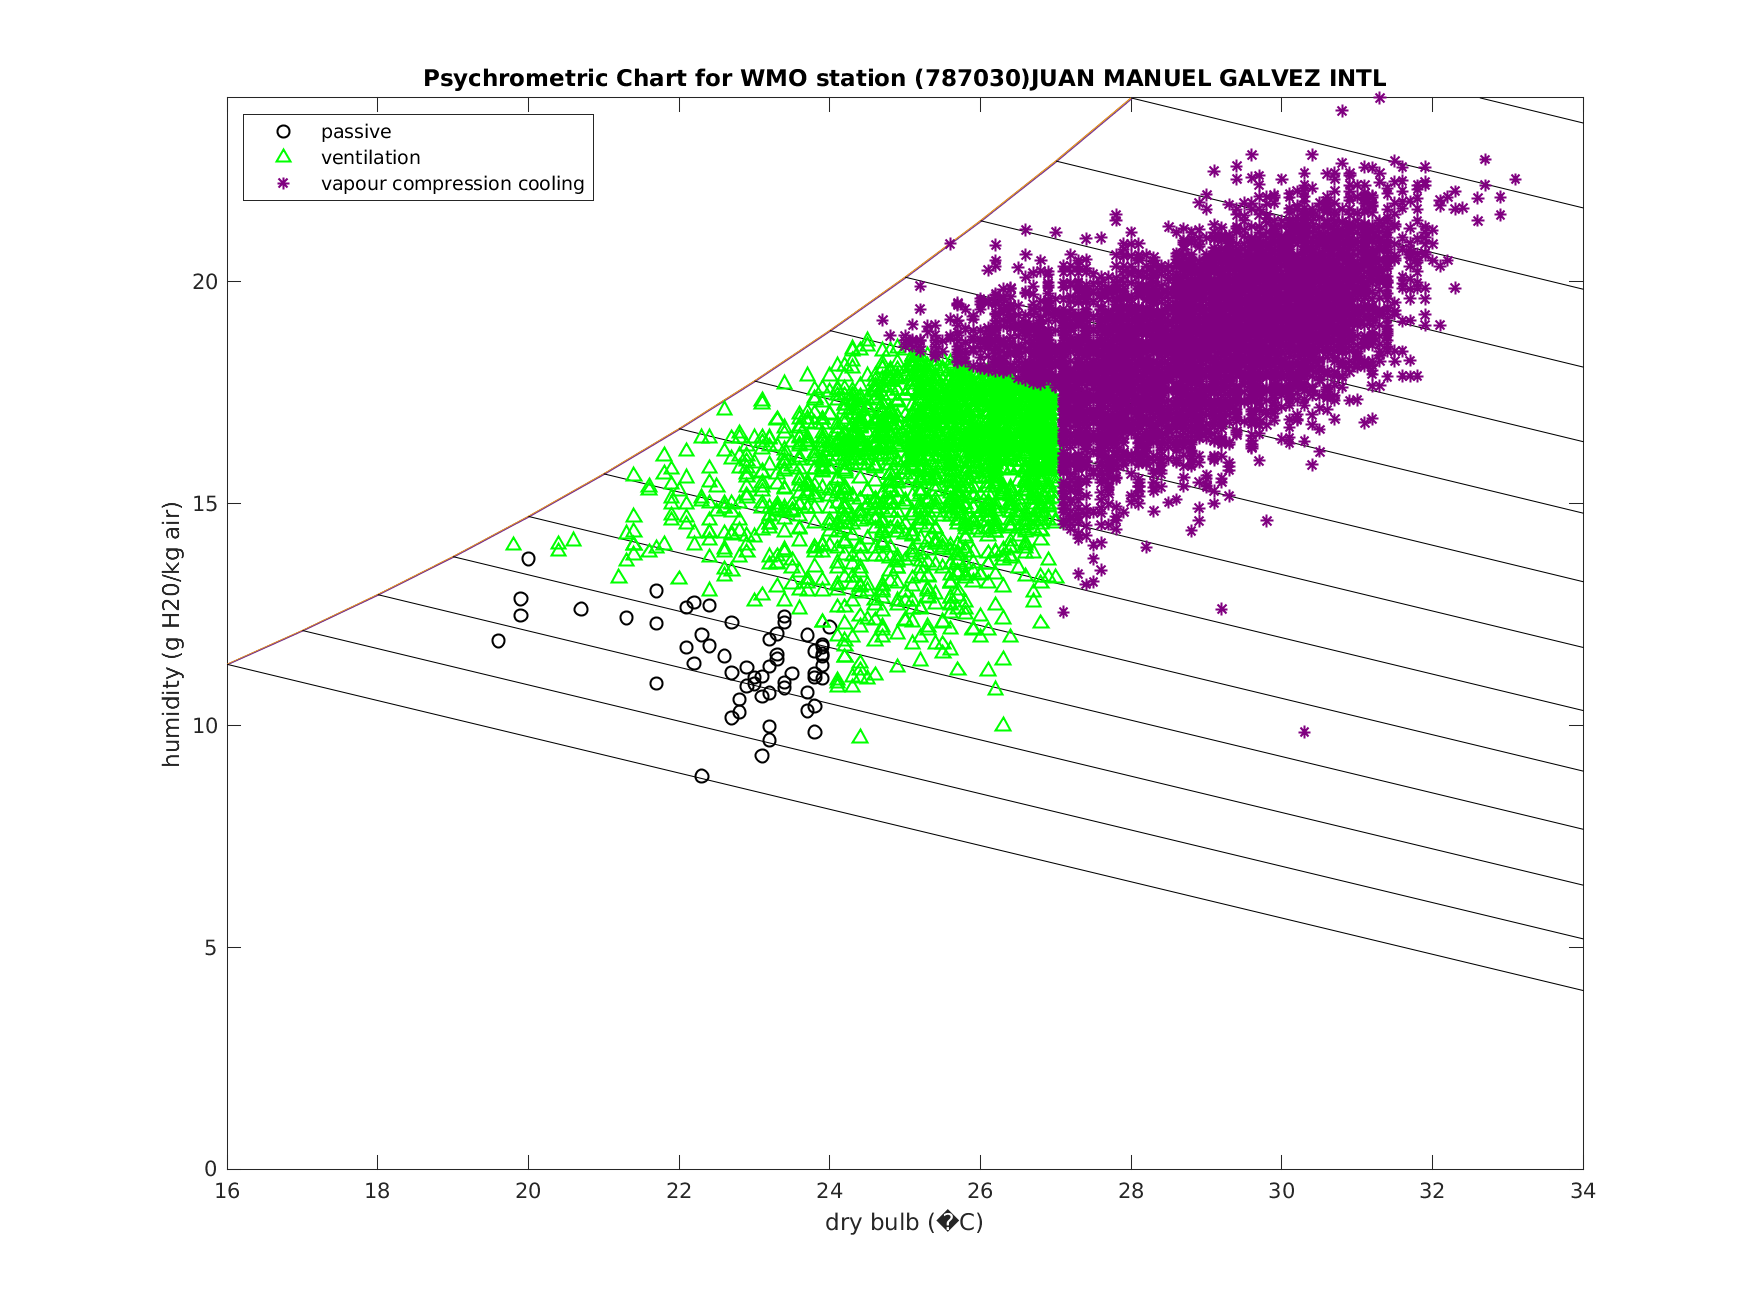 Psychrometric Chart for WMO station (787030)JUAN MANUEL GALVEZ INTL
passive
ventilation
vapour compression cooling
humidity (g H20/kg air)
20
15
10
5
0
16 18 20 22 24 26 28 30 32 34
dry bulb (�C)